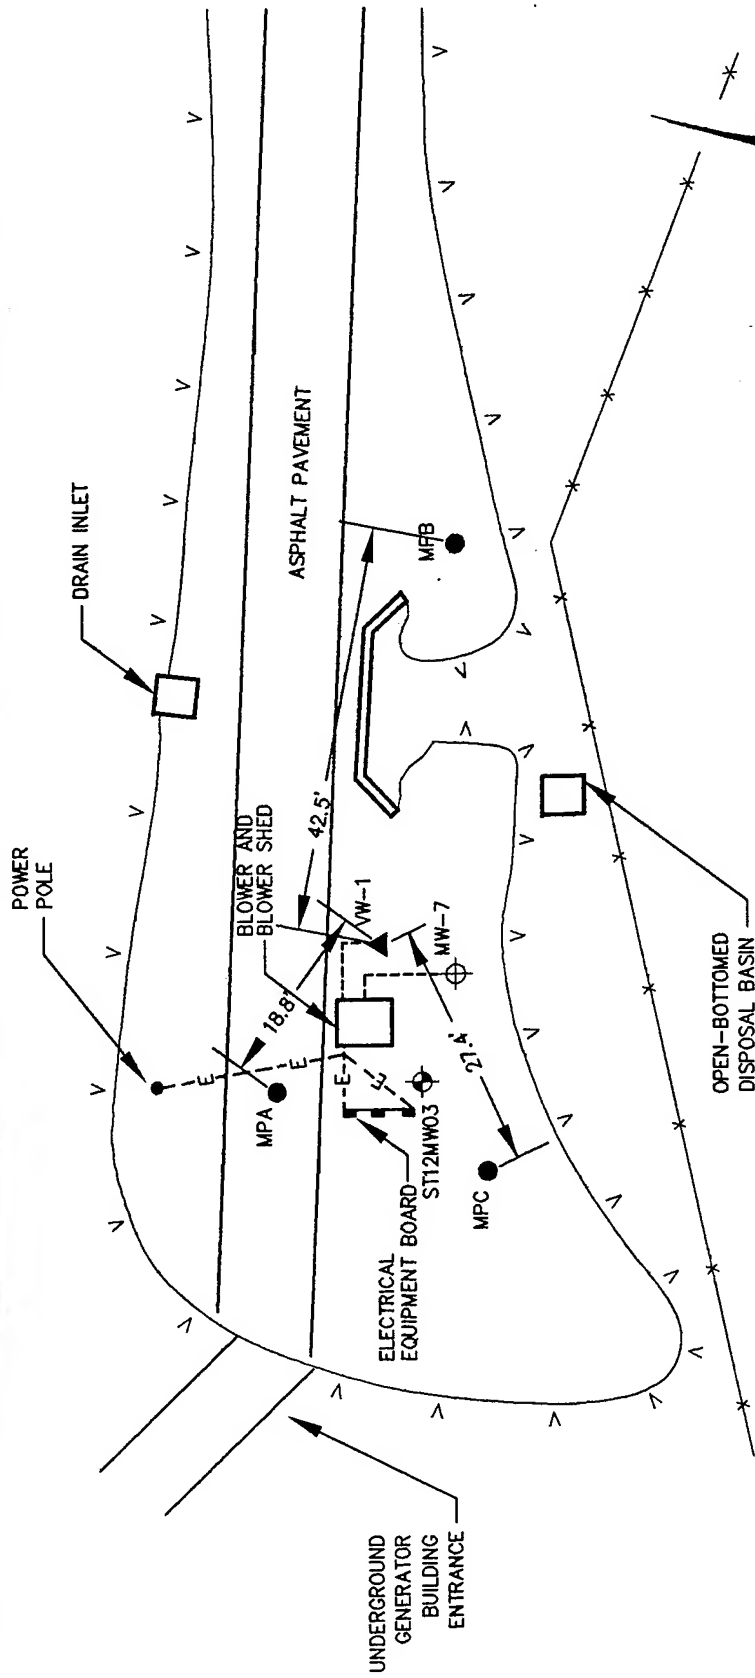 POWER
POLE
DRAIN INLET
BLOWER AND
BLOWER SHED
E
E
MPA
18.8'
ASPHALT PAVEMENT
42.5'
VW-1
E
E
UNDERGROUND
GENERATOR
BUILDING
ENTRANCE
ELECTRICAL
EQUIPMENT BOARD
ST12MW03
MW-7
MPB
27.4'
MPC
OPEN-BOTTOMED
DISPOSAL BASIN